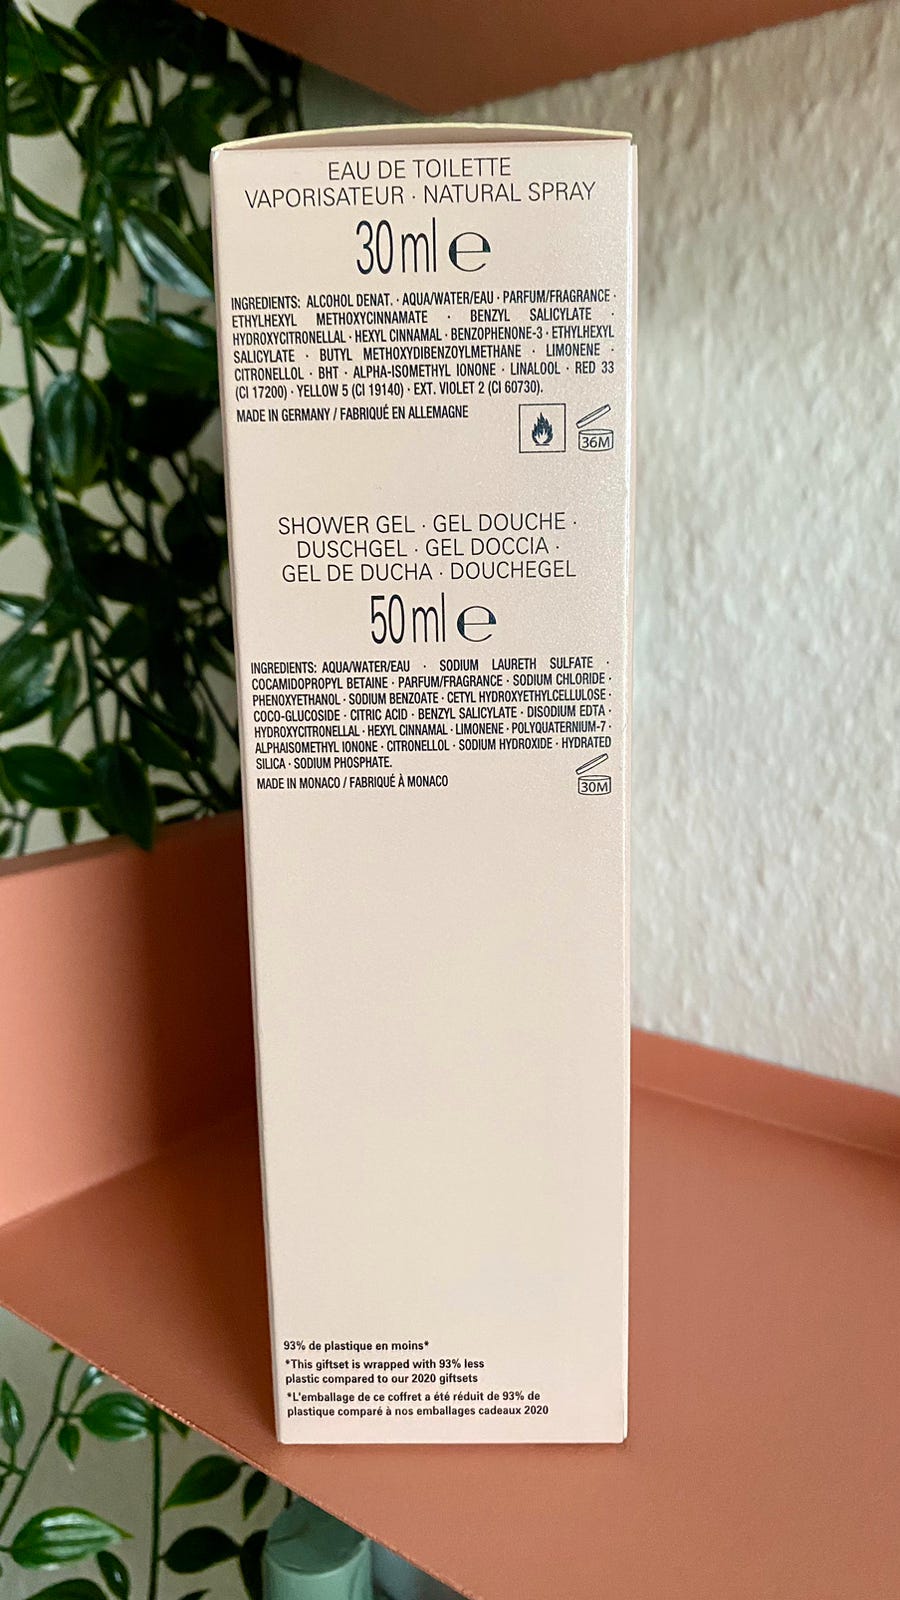 EAU DE TOILETTE
VAPORISATEUR · NATURAL SPRAY
30 ml ℮
INGREDIENTS: ALCOHOL DENAT. · AQUA/WATER/EAU · PARFUM/FRAGRANCE ·
ETHYLHEXYL METHOXYCINNAMATE · BENZYL SALICYLATE ·
HYDROXYCITRONELLAL · HEXYL CINNAMAL · BENZOPHENONE-3 · ETHYLHEXYL
SALICYLATE · BUTYL METHOXYDIBENZOYLMETHANE · LIMONENE ·
CITRONELLOL · BHT · ALPHA-ISOMETHYL IONONE · LINALOOL · RED 33
(CI 17200) · YELLOW 5 (CI 19140) · EXT. VIOLET 2 (CI 60730).
MADE IN GERMANY / FABRIQUÉ EN ALLEMAGNE
36M
SHOWER GEL · GEL DOUCHE ·
DUSCHGEL · GEL DOCCIA ·
GEL DE DUCHA · DOUCHEGEL
50 ml ℮
INGREDIENTS: AQUA/WATER/EAU · SODIUM LAURETH SULFATE ·
COCAMIDOPROPYL BETAINE · PARFUM/FRAGRANCE · SODIUM CHLORIDE ·
PHENOXYETHANOL · SODIUM BENZOATE · CETYL HYDROXYETHYLCELLULOSE ·
COCO-GLUCOSIDE · CITRIC ACID · BENZYL SALICYLATE · DISODIUM EDTA ·
HYDROXYCITRONELLAL · HEXYL CINNAMAL · LIMONENE · POLYQUATERNIUM-7 ·
ALPHAISOMETHYL IONONE · CITRONELLOL · SODIUM HYDROXIDE · HYDRATED
SILICA · SODIUM PHOSPHATE.
MADE IN MONACO / FABRIQUÉ À MONACO
30M
93% de plastique en moins*
*This giftset is wrapped with 93% less
plastic compared to our 2020 giftsets
*L'emballage de ce coffret a été réduit de 93% de
plastique comparé à nos emballages cadeaux 2020